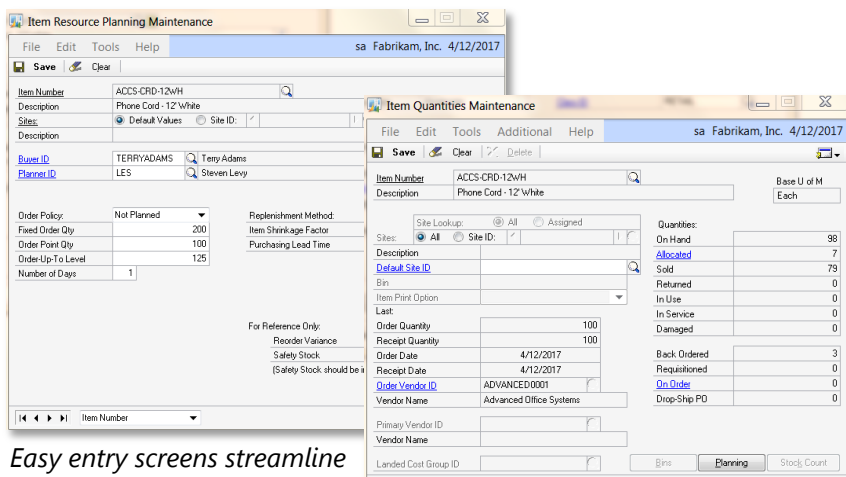 Item Resource Planning Maintenance
File Edit Tools Help sa Fabrikam, Inc. 4/12/2017
Save Clear
Item Number ACCS-CRD-12WH
Description Phone Cord - 12' White
Sites: Default Values Site ID:
Description
Buyer ID TERRYADAMS Terry Adams
Planner ID LES Steven Levy
Order Policy: Not Planned Replenishment Method:
Fixed Order Qty 200 Item Shrinkage Factor
Order Point Qty 100 Purchasing Lead Time
Order-Up-To Level 125
Number of Days 1
For Reference Only:
Reorder Variance
Safety Stock
(Safety Stock should be
Item Number
Easy entry screens streamline
Item Quantities Maintenance
File Edit Tools Additional Help sa Fabrikam, Inc. 4/12/2017
Save Clear Delete
Item Number ACCS-CRD-12WH Base U of M
Description Phone Cord - 12' White Each
Site Lookup: All Assigned Quantities:
Sites: All Site ID: On Hand 98
Description Allocated 7
Default Site ID Sold 79
Bin Returned 0
Item Print Option In Use 0
Last: In Service 0
Order Quantity 100 Damaged 0
Receipt Quantity 100
Order Date 4/12/2017 Back Ordered 3
Receipt Date 4/12/2017 Requisitioned 0
Order Vendor ID ADVANCED0001 On Order 0
Vendor Name Advanced Office Systems Drop-Ship PO 0
Primary Vendor ID
Vendor Name
Landed Cost Group ID Bins Planning Stock Count